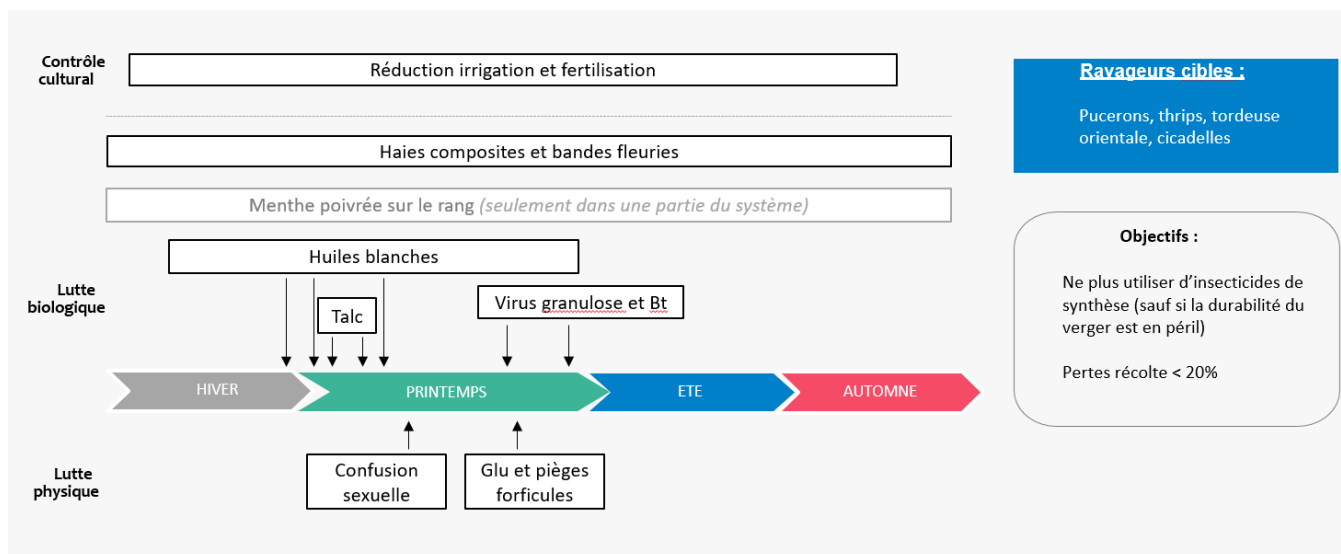 Contrôle
cultural
Réduction irrigation et fertilisation
Ravageurs cibles :
Pucerons, thrips, tordeuse
orientale, cicadelles
Haies composites et bandes fleuries
Menthe poivrée sur le rang (seulement dans une partie du système)
Huiles blanches
Lutte
biologique
Virus granulose et Bt
Talc
Objectifs :
Ne plus utiliser d’insecticides de
synthèse (sauf si la durabilité du
verger est en péril)
Pertes récolte < 20%
HIVER
PRINTEMPS
ETE
AUTOMNE
Lutte
physique
Confusion
sexuelle
Glu et pièges
forficules